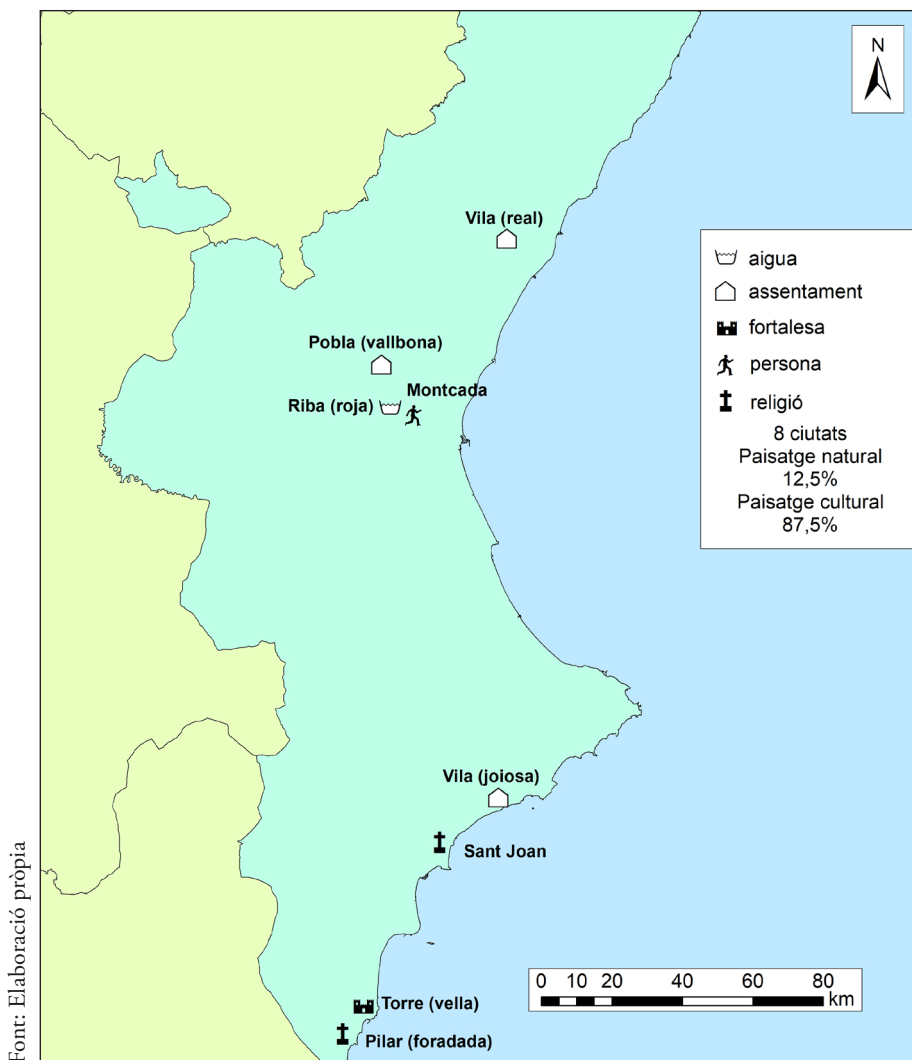 N
Vila (real)
aigua
assentament
fortalesa
persona
religió
8 ciutats
Paisatge natural
12,5%
Paisatge cultural
87,5%
Pobla (vallbona)
Montcada
Riba (roja)
Vila (joiosa)
Sant Joan
Torre (vella)
Pilar (foradada)
0 10 20 40 60 80
km
Font: Elaboració pròpia